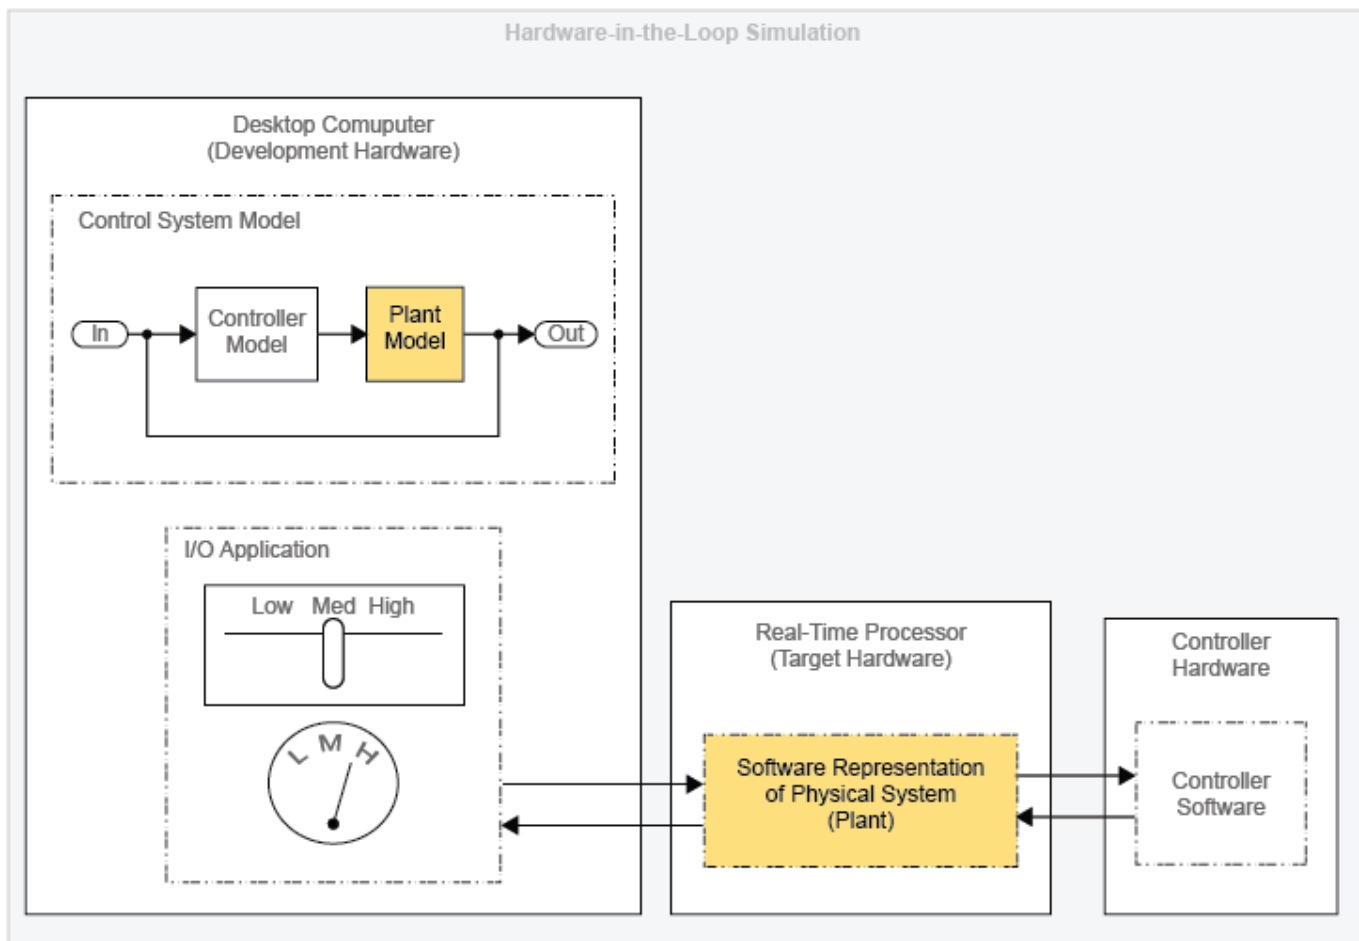 Hardware-in-the-Loop Simulation
Desktop Comuputer
(Development Hardware)
Control System Model
In
Controller
Model
Plant
Model
Out
I/O Application
Low Med High
L M H
Real-Time Processor
(Target Hardware)
Software Representation
of Physical System
(Plant)
Controller
Hardware
Controller
Software